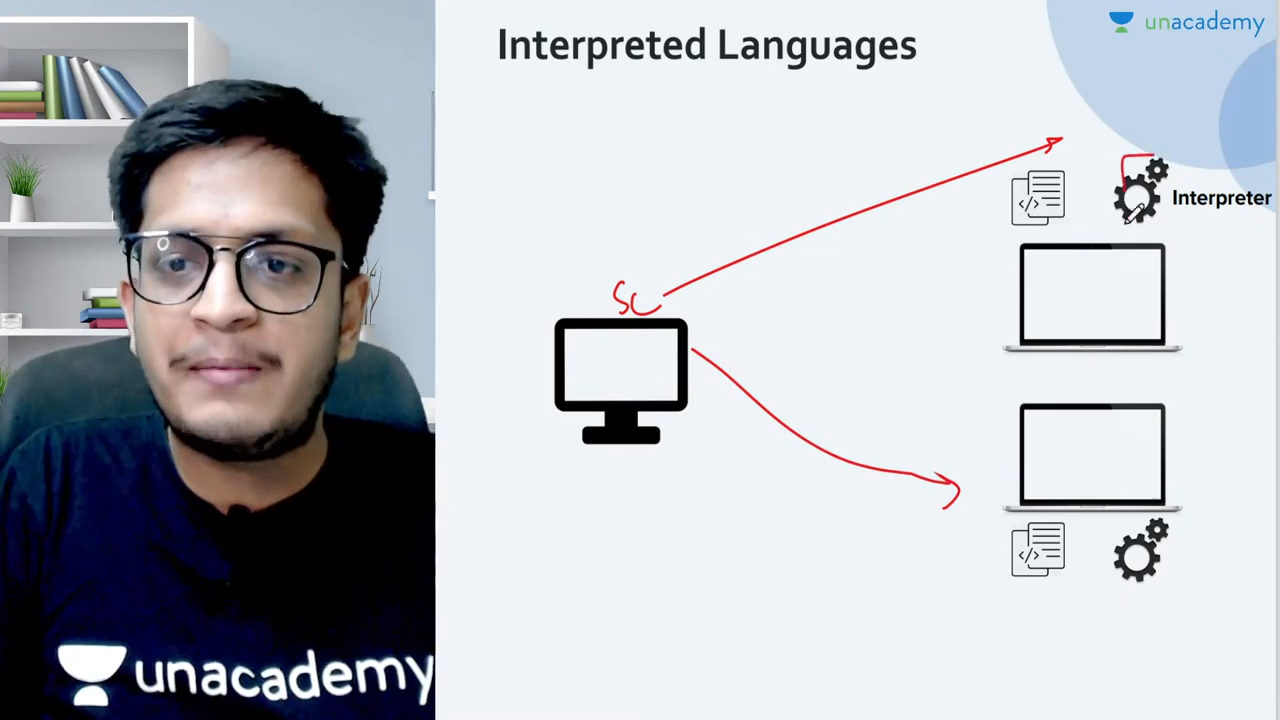 Interpreted Languages
unacademy
Interpreter
SC
</>
</>
unacademy